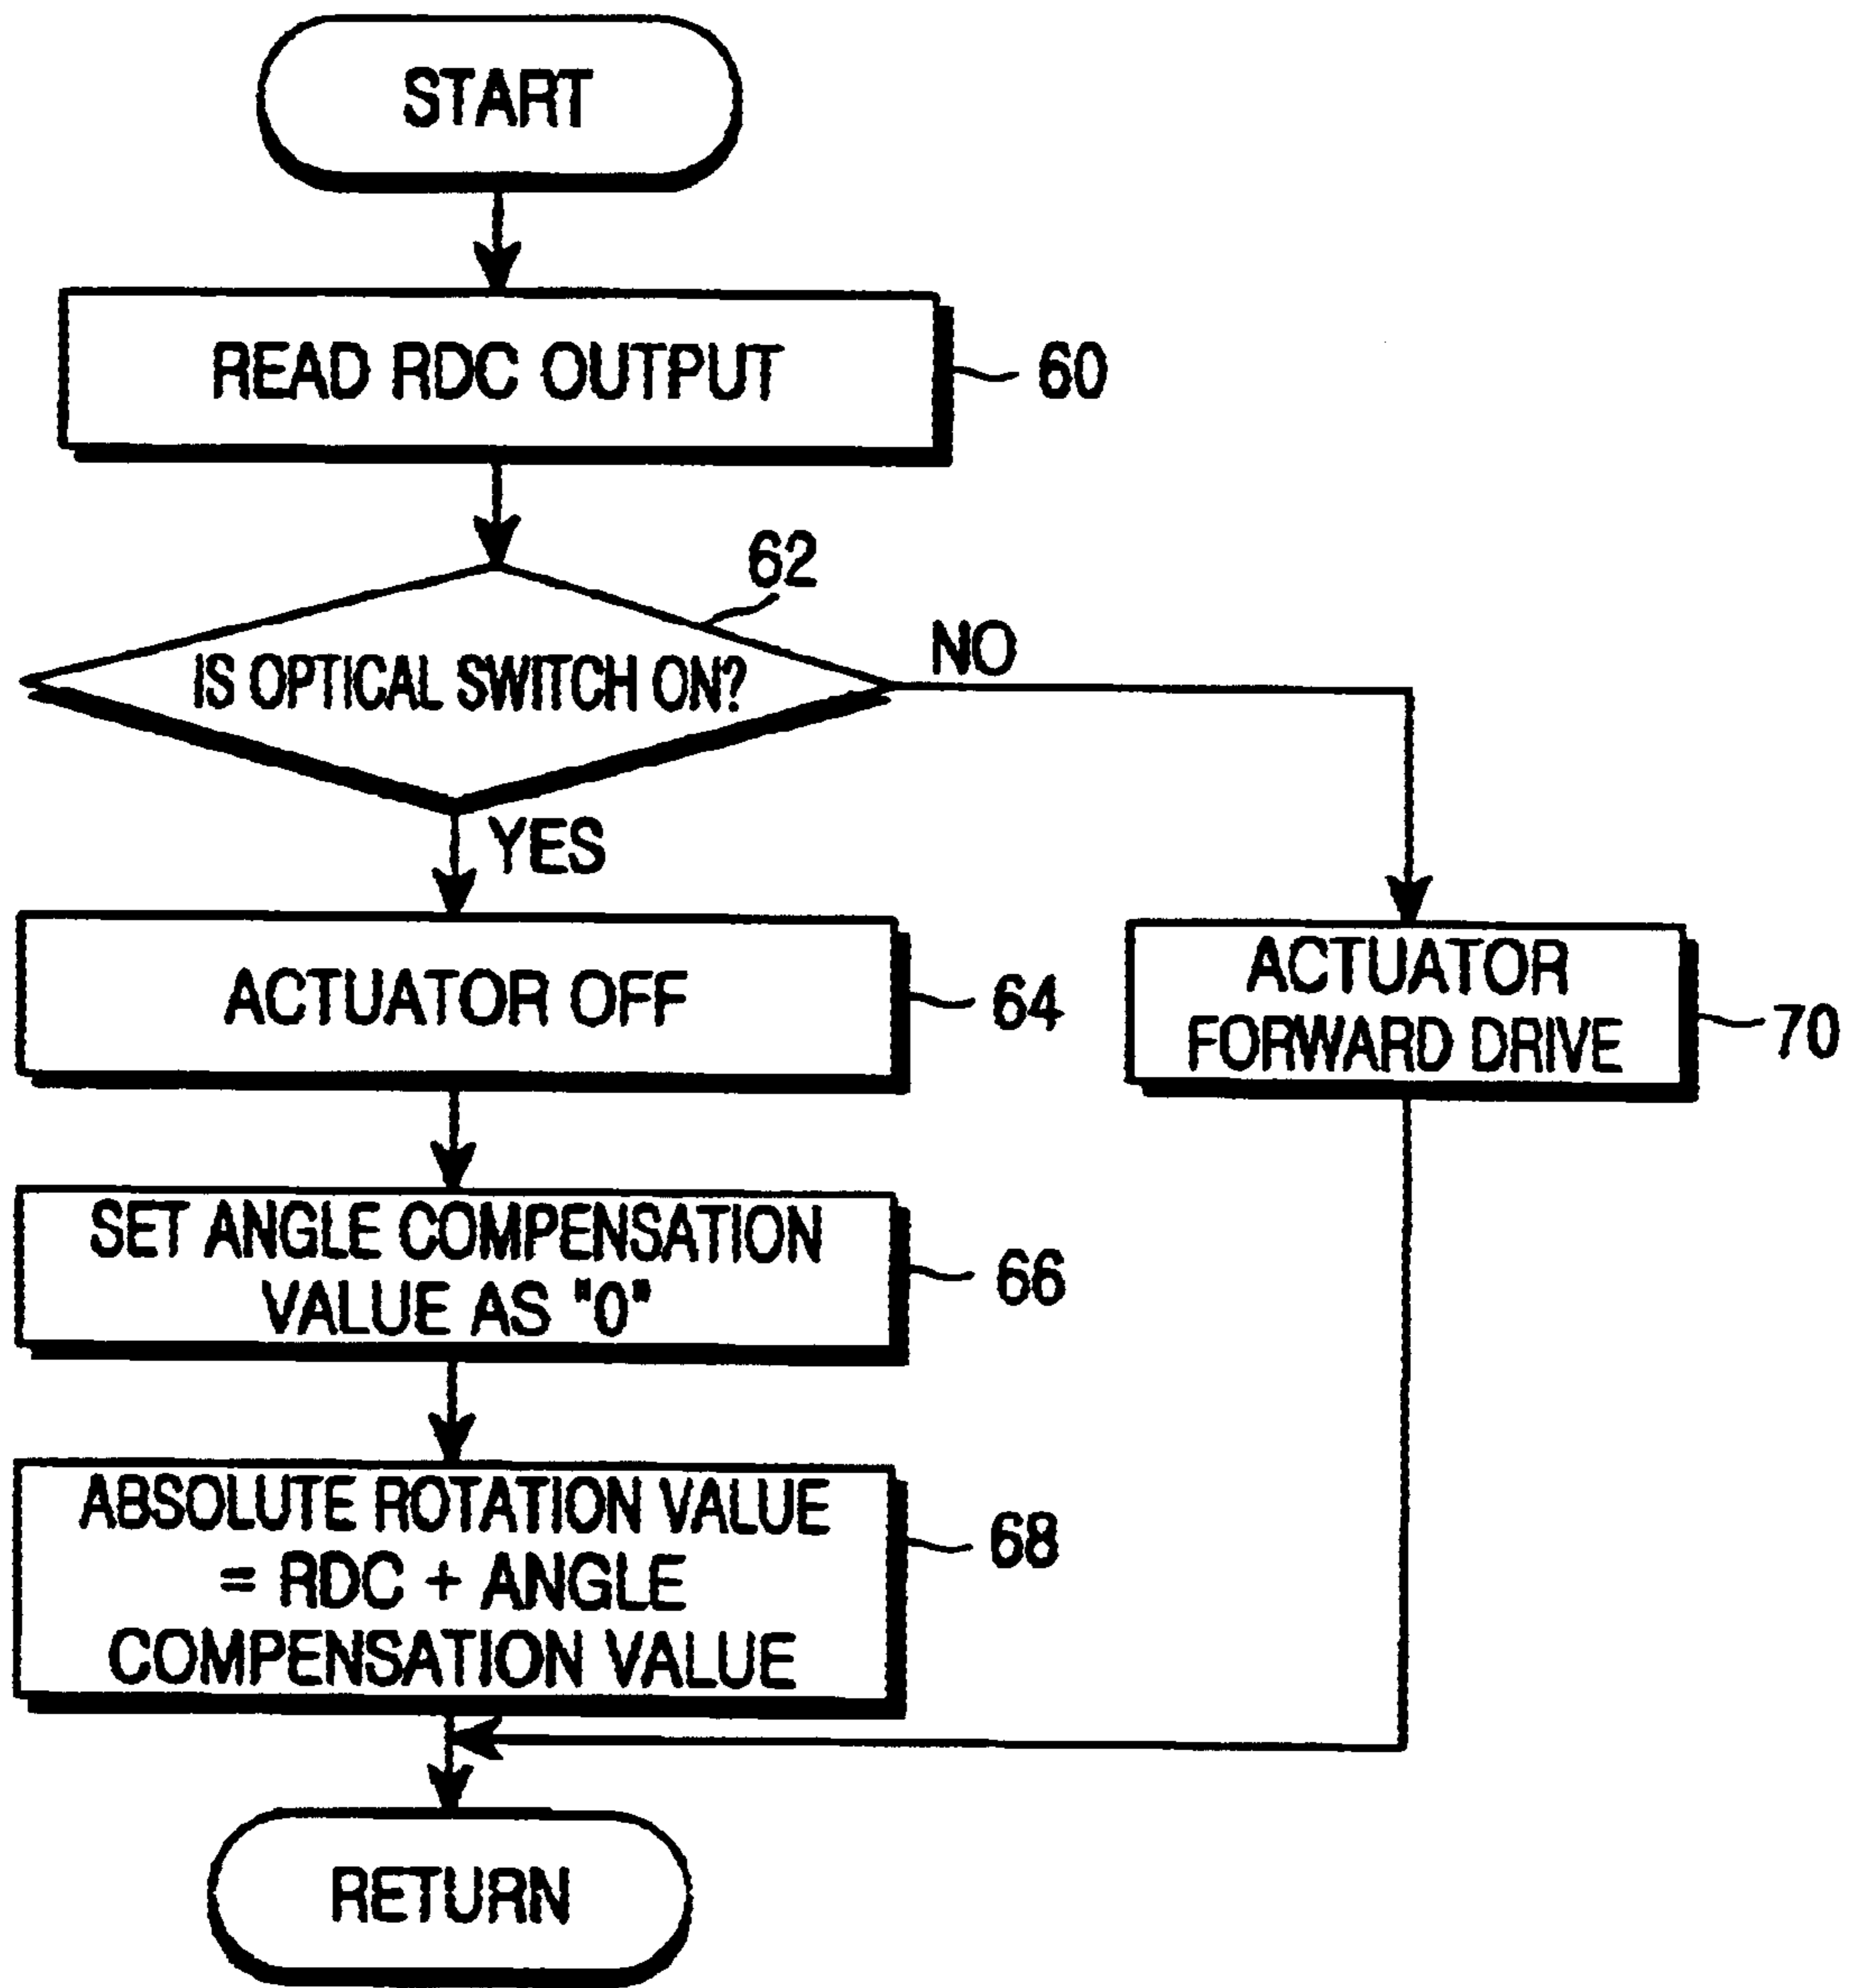 START
READ RDC OUTPUT
60
62
IS OPTICAL SWITCH ON?
NO
YES
ACTUATOR OFF
64
ACTUATOR
FORWARD DRIVE
70
SET ANGLE COMPENSATION
VALUE AS "0"
66
ABSOLUTE ROTATION VALUE
= RDC + ANGLE
COMPENSATION VALUE
68
RETURN